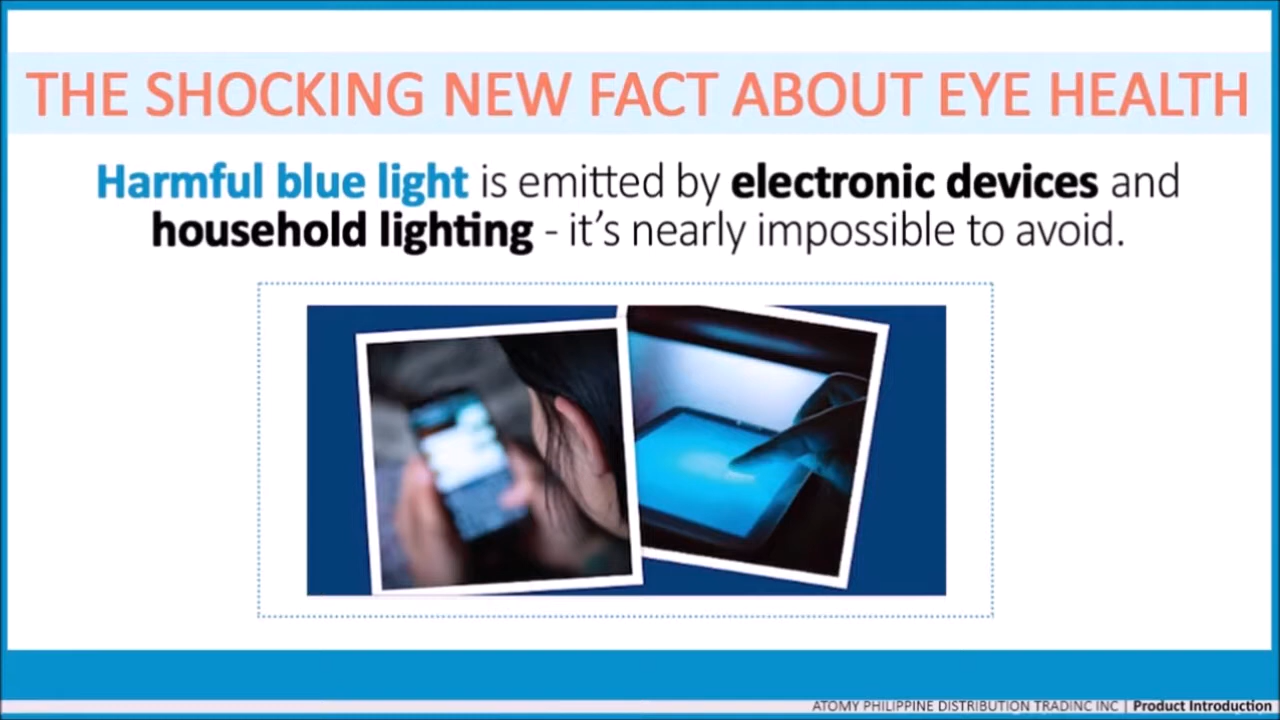 THE SHOCKING NEW FACT ABOUT EYE HEALTH
Harmful blue light is emitted by electronic devices and
household lighting - it's nearly impossible to avoid.
ATOMY PHILIPPINE DISTRIBUTION TRADINC INC | Product Introduction